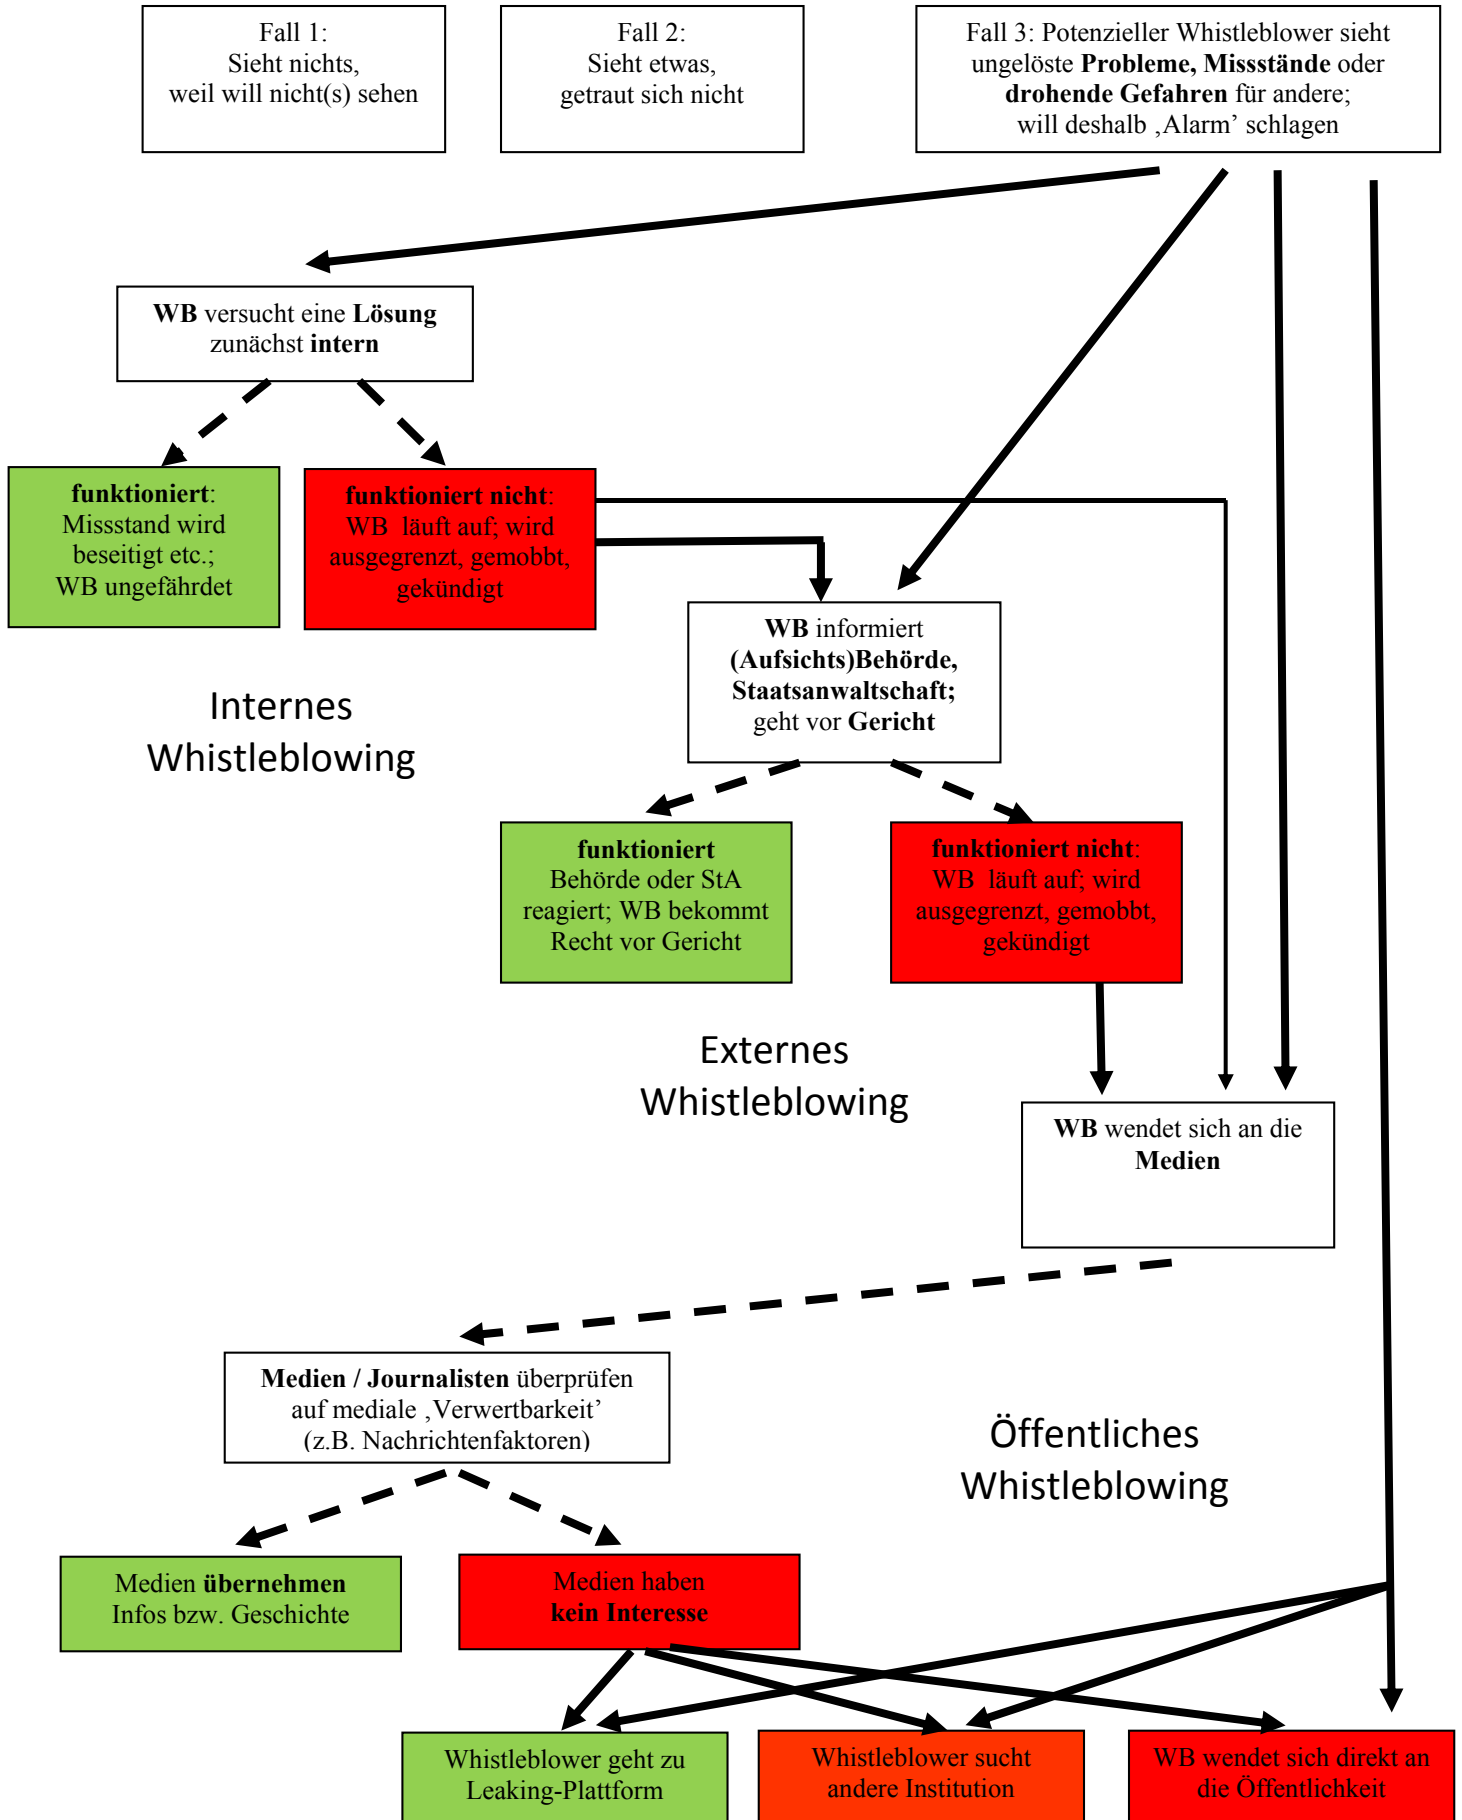 Fall 1:
Sieht nichts,
weil will nicht(s) sehen
Fall 2:
Sieht etwas,
getraut sich nicht
Fall 3: Potenzieller Whistleblower sieht
ungelöste Probleme, Missstände oder
drohende Gefahren für andere;
will deshalb ‚Alarm’ schlagen
WB versucht eine Lösung
zunächst intern
funktioniert:
Missstand wird
beseitigt etc.;
WB ungefährdet
funktioniert nicht:
WB läuft auf; wird
ausgegrenzt, gemobbt,
gekündigt
WB informiert
(Aufsichts)Behörde,
Staatsanwaltschaft;
geht vor Gericht
Internes
Whistleblowing
funktioniert
Behörde oder StA
reagiert; WB bekommt
Recht vor Gericht
funktioniert nicht:
WB läuft auf; wird
ausgegrenzt, gemobbt,
gekündigt
Externes
Whistleblowing
WB wendet sich an die
Medien
Medien / Journalisten überprüfen
auf mediale ‚Verwertbarkeit’
(z.B. Nachrichtenfaktoren)
Öffentliches
Whistleblowing
Medien übernehmen
Infos bzw. Geschichte
Medien haben
kein Interesse
Whistleblower geht zu
Leaking-Plattform
Whistleblower sucht
andere Institution
WB wendet sich direkt an
die Öffentlichkeit